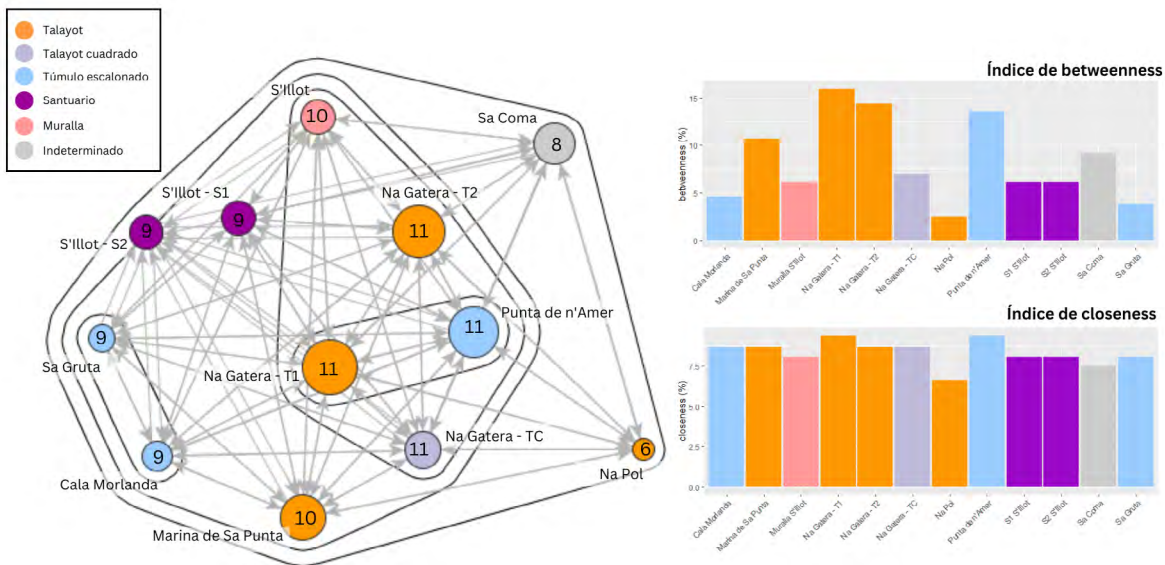 Talayot
Talayot cuadrado
Túmulo escalonado
Santuario
Muralla
Indeterminado
S'Illot
10
Sa Coma
8
S'Illot - S1
9
Na Gatera - T2
11
S'Illot - S2
9
Punta de n'Amer
11
9
Sa Gruta
Na Gatera - T1
11
Na Gatera - TC
11
9
Cala Morlanda
6
Na Pol
10
Marina de Sa Punta
Índice de betweenness
betweenness (%)
15
10
5
0
Cala Morlanda
Marina de Sa Punta
Muralla S'Illot
Na Gatera - T1
Na Gatera - T2
Na Gatera - TC
Na Pol
Punta de n'Amer
S1 S'Illot
S2 S'Illot
Sa Coma
Sa Gruta
Índice de closeness
closeness (%)
7.5
5.0
2.5
0.0
Cala Morlanda
Marina de Sa Punta
Muralla S'Illot
Na Gatera - T1
Na Gatera - T2
Na Gatera - TC
Na Pol
Punta de n'Amer
S1 S'Illot
S2 S'Illot
Sa Coma
Sa Gruta